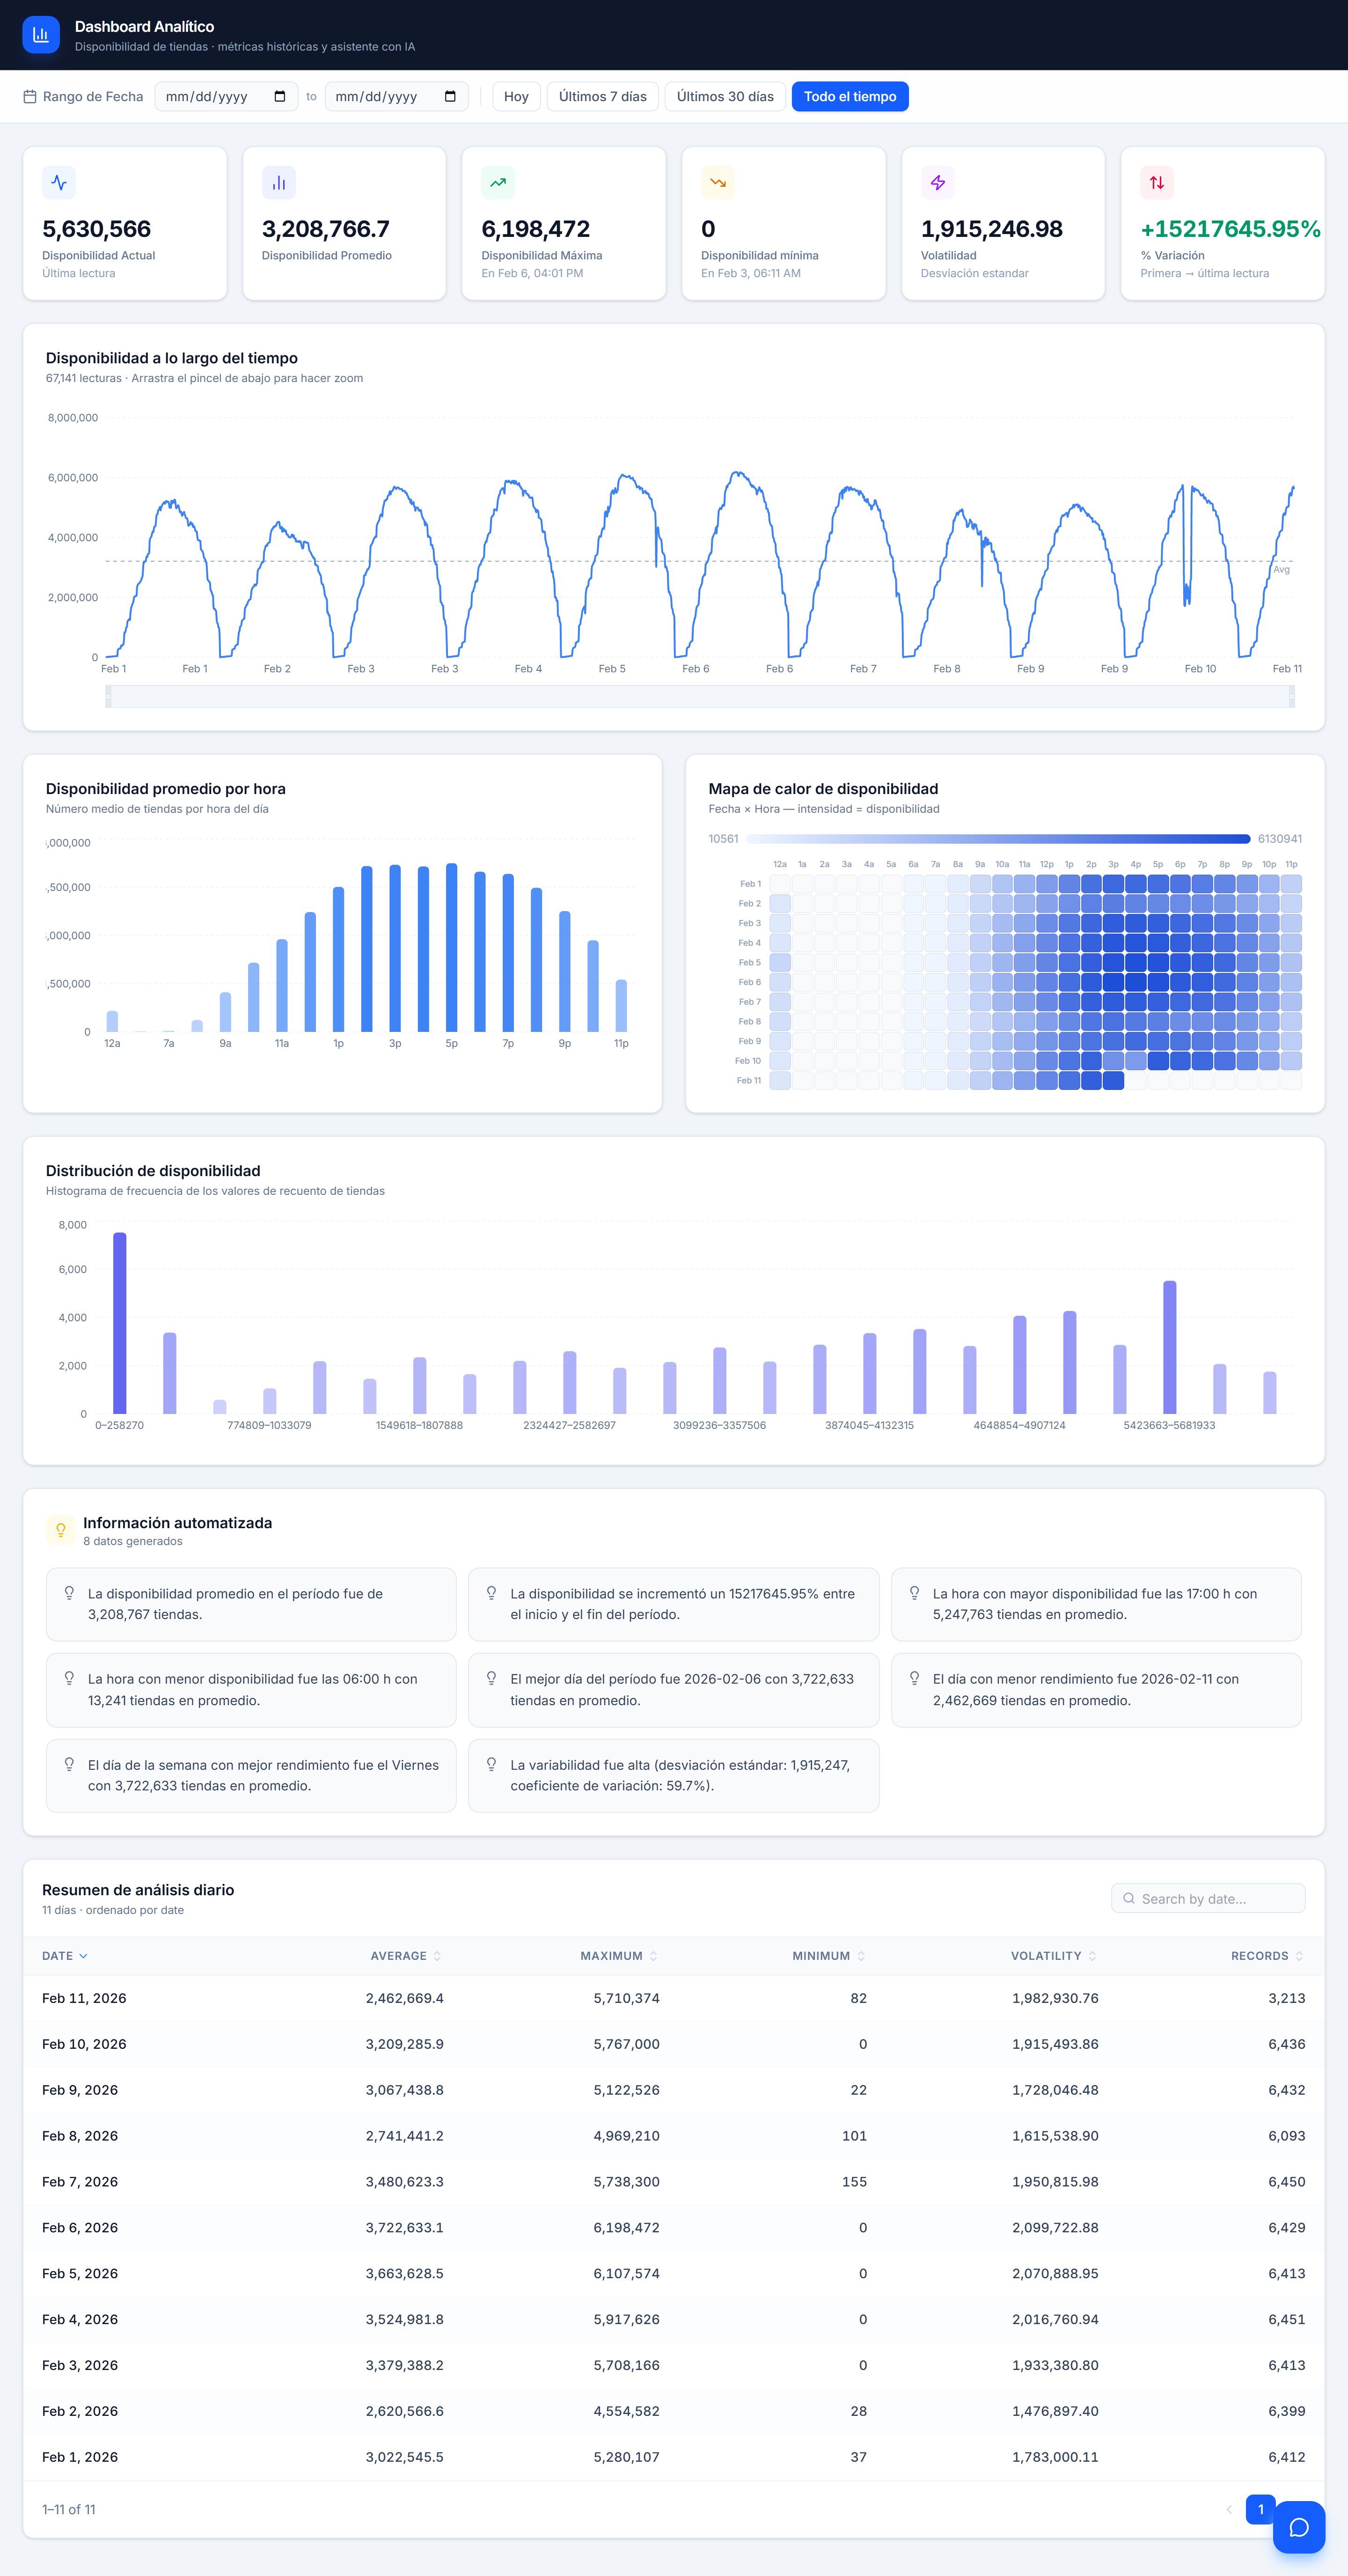 Dashboard Analítico
Disponibilidad de tiendas · métricas históricas y asistente con IA
Rango de Fecha mm/dd/yyyy to mm/dd/yyyy Hoy Últimos 7 días Últimos 30 días Todo el tiempo
5,630,566
Disponibilidad Actual
Última lectura
3,208,766.7
Disponibilidad Promedio
6,198,472
Disponibilidad Máxima
En Feb 6, 04:01 PM
0
Disponibilidad mínima
En Feb 3, 06:11 AM
1,915,246.98
Volatilidad
Desviación estandar
+15217645.95%
% Variación
Primera → última lectura
Disponibilidad a lo largo del tiempo
67,141 lecturas · Arrastra el pincel de abajo para hacer zoom
8,000,000
6,000,000
4,000,000
Avg
2,000,000
0
Feb 1 Feb 1 Feb 2 Feb 3 Feb 3 Feb 4 Feb 5 Feb 6 Feb 6 Feb 7 Feb 8 Feb 9 Feb 9 Feb 10 Feb 11
Disponibilidad promedio por hora
Número medio de tiendas por hora del día
,000,000
,500,000
,000,000
,500,000
0
12a 7a 9a 11a 1p 3p 5p 7p 9p 11p
Mapa de calor de disponibilidad
Fecha × Hora — intensidad = disponibilidad
10561 6130941
12a 1a 2a 3a 4a 5a 6a 7a 8a 9a 10a 11a 12p 1p 2p 3p 4p 5p 6p 7p 8p 9p 10p 11p
Feb 1
Feb 2
Feb 3
Feb 4
Feb 5
Feb 6
Feb 7
Feb 8
Feb 9
Feb 10
Feb 11
Distribución de disponibilidad
Histograma de frecuencia de los valores de recuento de tiendas
8,000
6,000
4,000
2,000
0
0–258270 774809–1033079 1549618–1807888 2324427–2582697 3099236–3357506 3874045–4132315 4648854–4907124 5423663–5681933
Información automatizada
8 datos generados
La disponibilidad promedio en el período fue de
3,208,767 tiendas.
La disponibilidad se incrementó un 15217645.95% entre
el inicio y el fin del período.
La hora con mayor disponibilidad fue las 17:00 h con
5,247,763 tiendas en promedio.
La hora con menor disponibilidad fue las 06:00 h con
13,241 tiendas en promedio.
El mejor día del período fue 2026-02-06 con 3,722,633
tiendas en promedio.
El día con menor rendimiento fue 2026-02-11 con
2,462,669 tiendas en promedio.
El día de la semana con mejor rendimiento fue el Viernes
con 3,722,633 tiendas en promedio.
La variabilidad fue alta (desviación estándar: 1,915,247,
coeficiente de variación: 59.7%).
Resumen de análisis diario
11 días · ordenado por date
Search by date...
DATE AVERAGE MAXIMUM MINIMUM VOLATILITY RECORDS
Feb 11, 2026 2,462,669.4 5,710,374 82 1,982,930.76 3,213
Feb 10, 2026 3,209,285.9 5,767,000 0 1,915,493.86 6,436
Feb 9, 2026 3,067,438.8 5,122,526 22 1,728,046.48 6,432
Feb 8, 2026 2,741,441.2 4,969,210 101 1,615,538.90 6,093
Feb 7, 2026 3,480,623.3 5,738,300 155 1,950,815.98 6,450
Feb 6, 2026 3,722,633.1 6,198,472 0 2,099,722.88 6,429
Feb 5, 2026 3,663,628.5 6,107,574 0 2,070,888.95 6,413
Feb 4, 2026 3,524,981.8 5,917,626 0 2,016,760.94 6,451
Feb 3, 2026 3,379,388.2 5,708,166 0 1,933,380.80 6,413
Feb 2, 2026 2,620,566.6 4,554,582 28 1,476,897.40 6,399
Feb 1, 2026 3,022,545.5 5,280,107 37 1,783,000.11 6,412
1–11 of 11
1